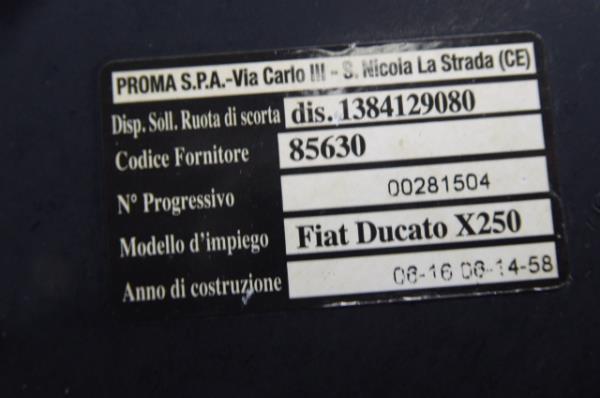 PROMA S.P.A.-Via Carlo III - S. Nicola La Strada (CE)
Disp. Soll. Ruota di scorta dis. 1384129080
Codice Fornitore 85630
N° Progressivo 00281504
Modello d'impiego Fiat Ducato X250
Anno di costruzione 06-16 06-14-58